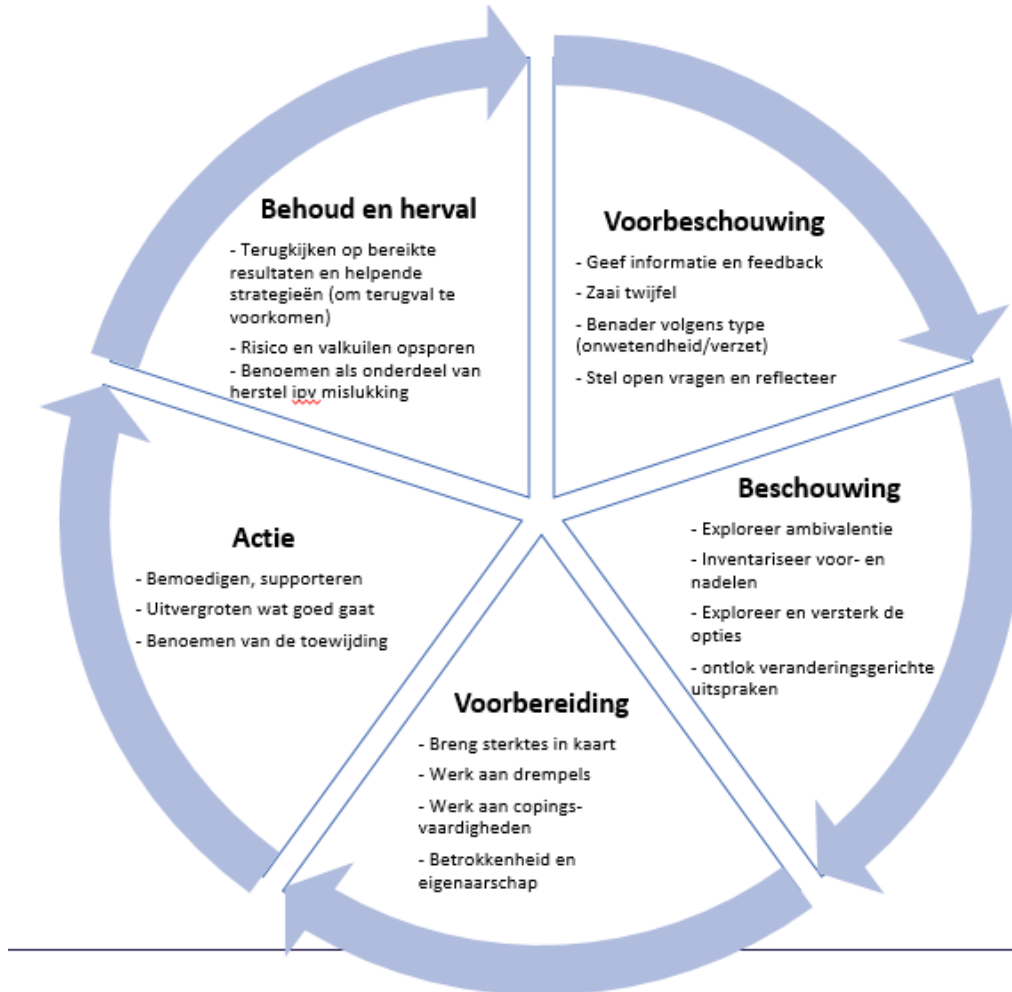 Voorbeschouwing
- Geef informatie en feedback
- Zaai twijfel
- Benader volgens type
(onwetendheid/verzet)
- Stel open vragen en reflecteer
Beschouwing
- Exploreer ambivalentie
- Inventariseer voor- en
nadelen
- Exploreer en versterk de
opties
- ontlok veranderingsgerichte
uitspraken
Voorbereiding
- Breng sterktes in kaart
- Werk aan drempels
- Werk aan copings-
vaardigheden
- Betrokkenheid en
eigenaarschap
Actie
- Bemoedigen, supporteren
- Uitvergroten wat goed gaat
- Benoemen van de toewijding
Behoud en herval
- Terugkijken op bereikte
resultaten en helpende
strategieën (om terugval te
voorkomen)
- Risico en valkuilen opsporen
- Benoemen als onderdeel van
herstel ipv mislukking